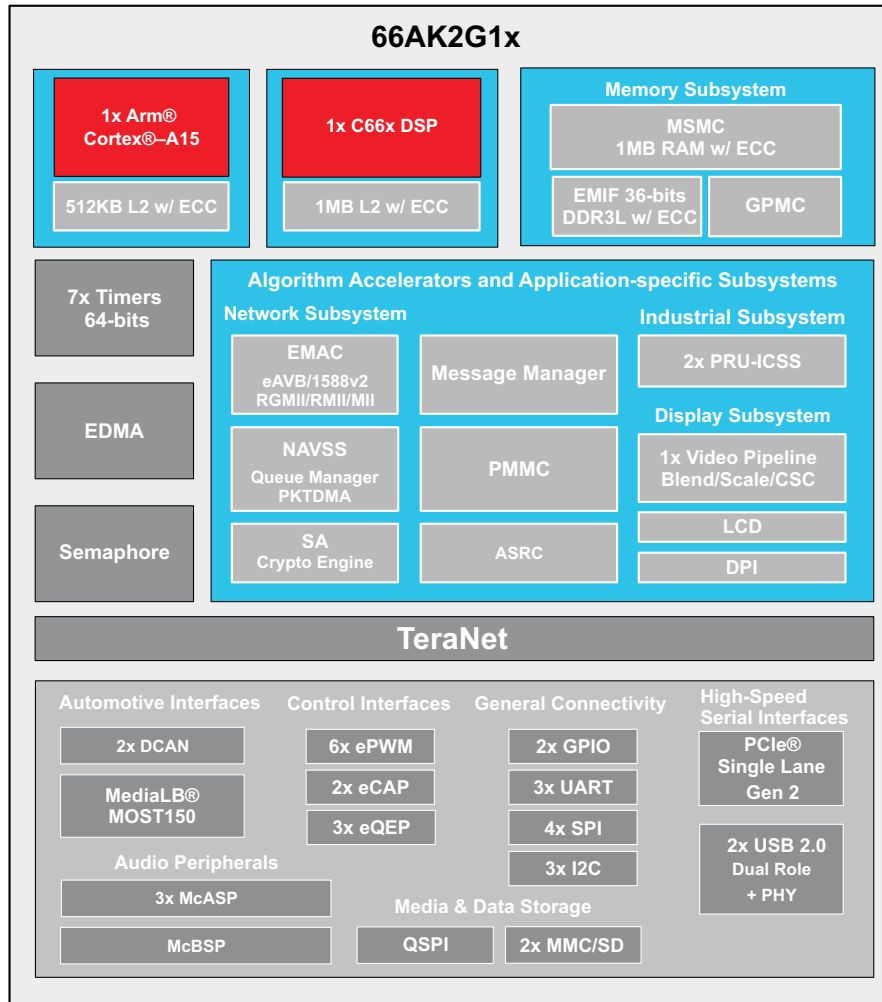 66AK2G1x
1x Arm®
Cortex®–A15
512KB L2 w/ ECC
1x C66x DSP
1MB L2 w/ ECC
Memory Subsystem
MSMC
1MB RAM w/ ECC
EMIF 36-bits
DDR3L w/ ECC
GPMC
7x Timers
64-bits
EDMA
Semaphore
Algorithm Accelerators and Application-specific Subsystems
Network Subsystem
EMAC
eAVB/1588v2
RGMII/RMII/MII
NAVSS
Queue Manager
PKTDMA
SA
Crypto Engine
Message Manager
PMMC
ASRC
Industrial Subsystem
2x PRU-ICSS
Display Subsystem
1x Video Pipeline
Blend/Scale/CSC
LCD
DPI
TeraNet
Automotive Interfaces
2x DCAN
MediaLB®
MOST150
Control Interfaces
6x ePWM
2x eCAP
3x eQEP
General Connectivity
2x GPIO
3x UART
4x SPI
3x I2C
High-Speed
Serial Interfaces
PCIe®
Single Lane
Gen 2
2x USB 2.0
Dual Role
+ PHY
Audio Peripherals
3x McASP
McBSP
Media & Data Storage
QSPI
2x MMC/SD